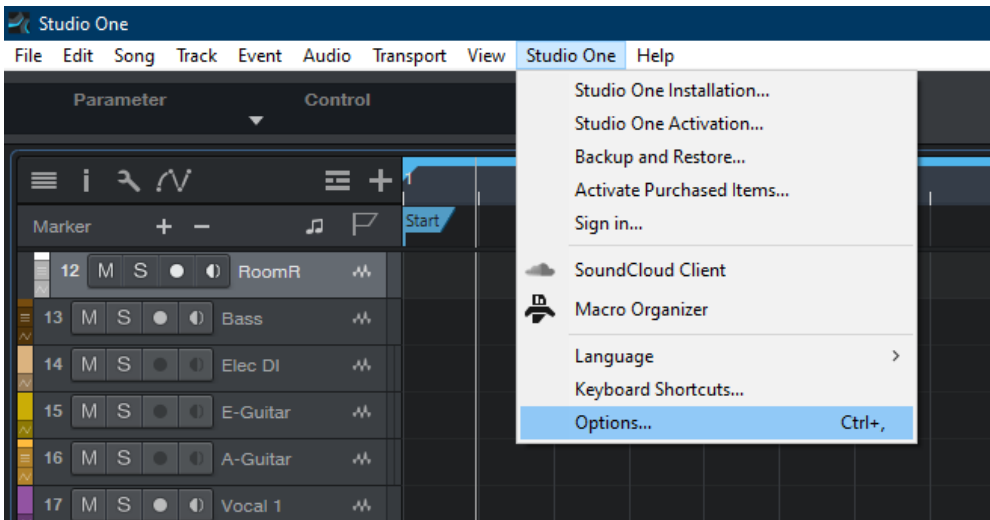 Studio One
File Edit Song Track Event Audio Transport View Studio One Help
Parameter Control
Studio One Installation...
Studio One Activation...
Backup and Restore...
Activate Purchased Items...
Sign in...
SoundCloud Client
Macro Organizer
Language
Keyboard Shortcuts...
Options... Ctrl+,
1
Marker
Start
12 M S RoomR
13 M S Bass
14 M S Elec DI
15 M S E-Guitar
16 M S A-Guitar
17 M S Vocal 1